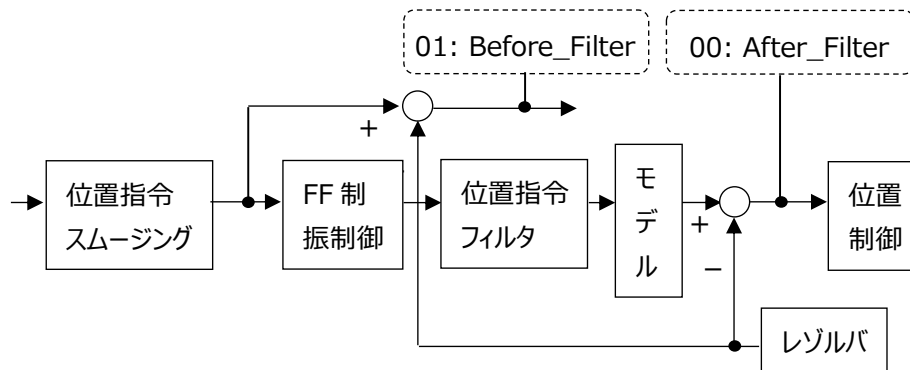 01: Before_Filter
00: After_Filter
+
位置指令
スムージング
FF 制
振制御
位置指令
フィルタ
モ
デ
ル
+
−
位置
制御
レゾルバ